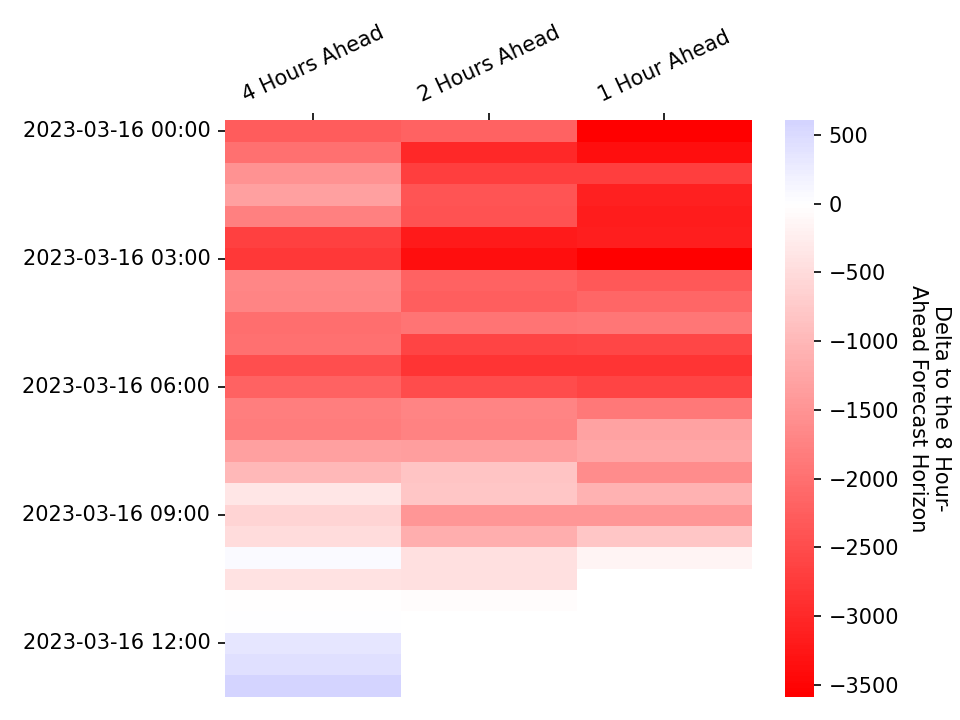 4 Hours Ahead
2 Hours Ahead
1 Hour Ahead
2023-03-16 00:00
2023-03-16 03:00
2023-03-16 06:00
2023-03-16 09:00
2023-03-16 12:00
500
0
−500
−1000
−1500
−2000
−2500
−3000
−3500
Delta to the 8 Hour-
Ahead Forecast Horizon